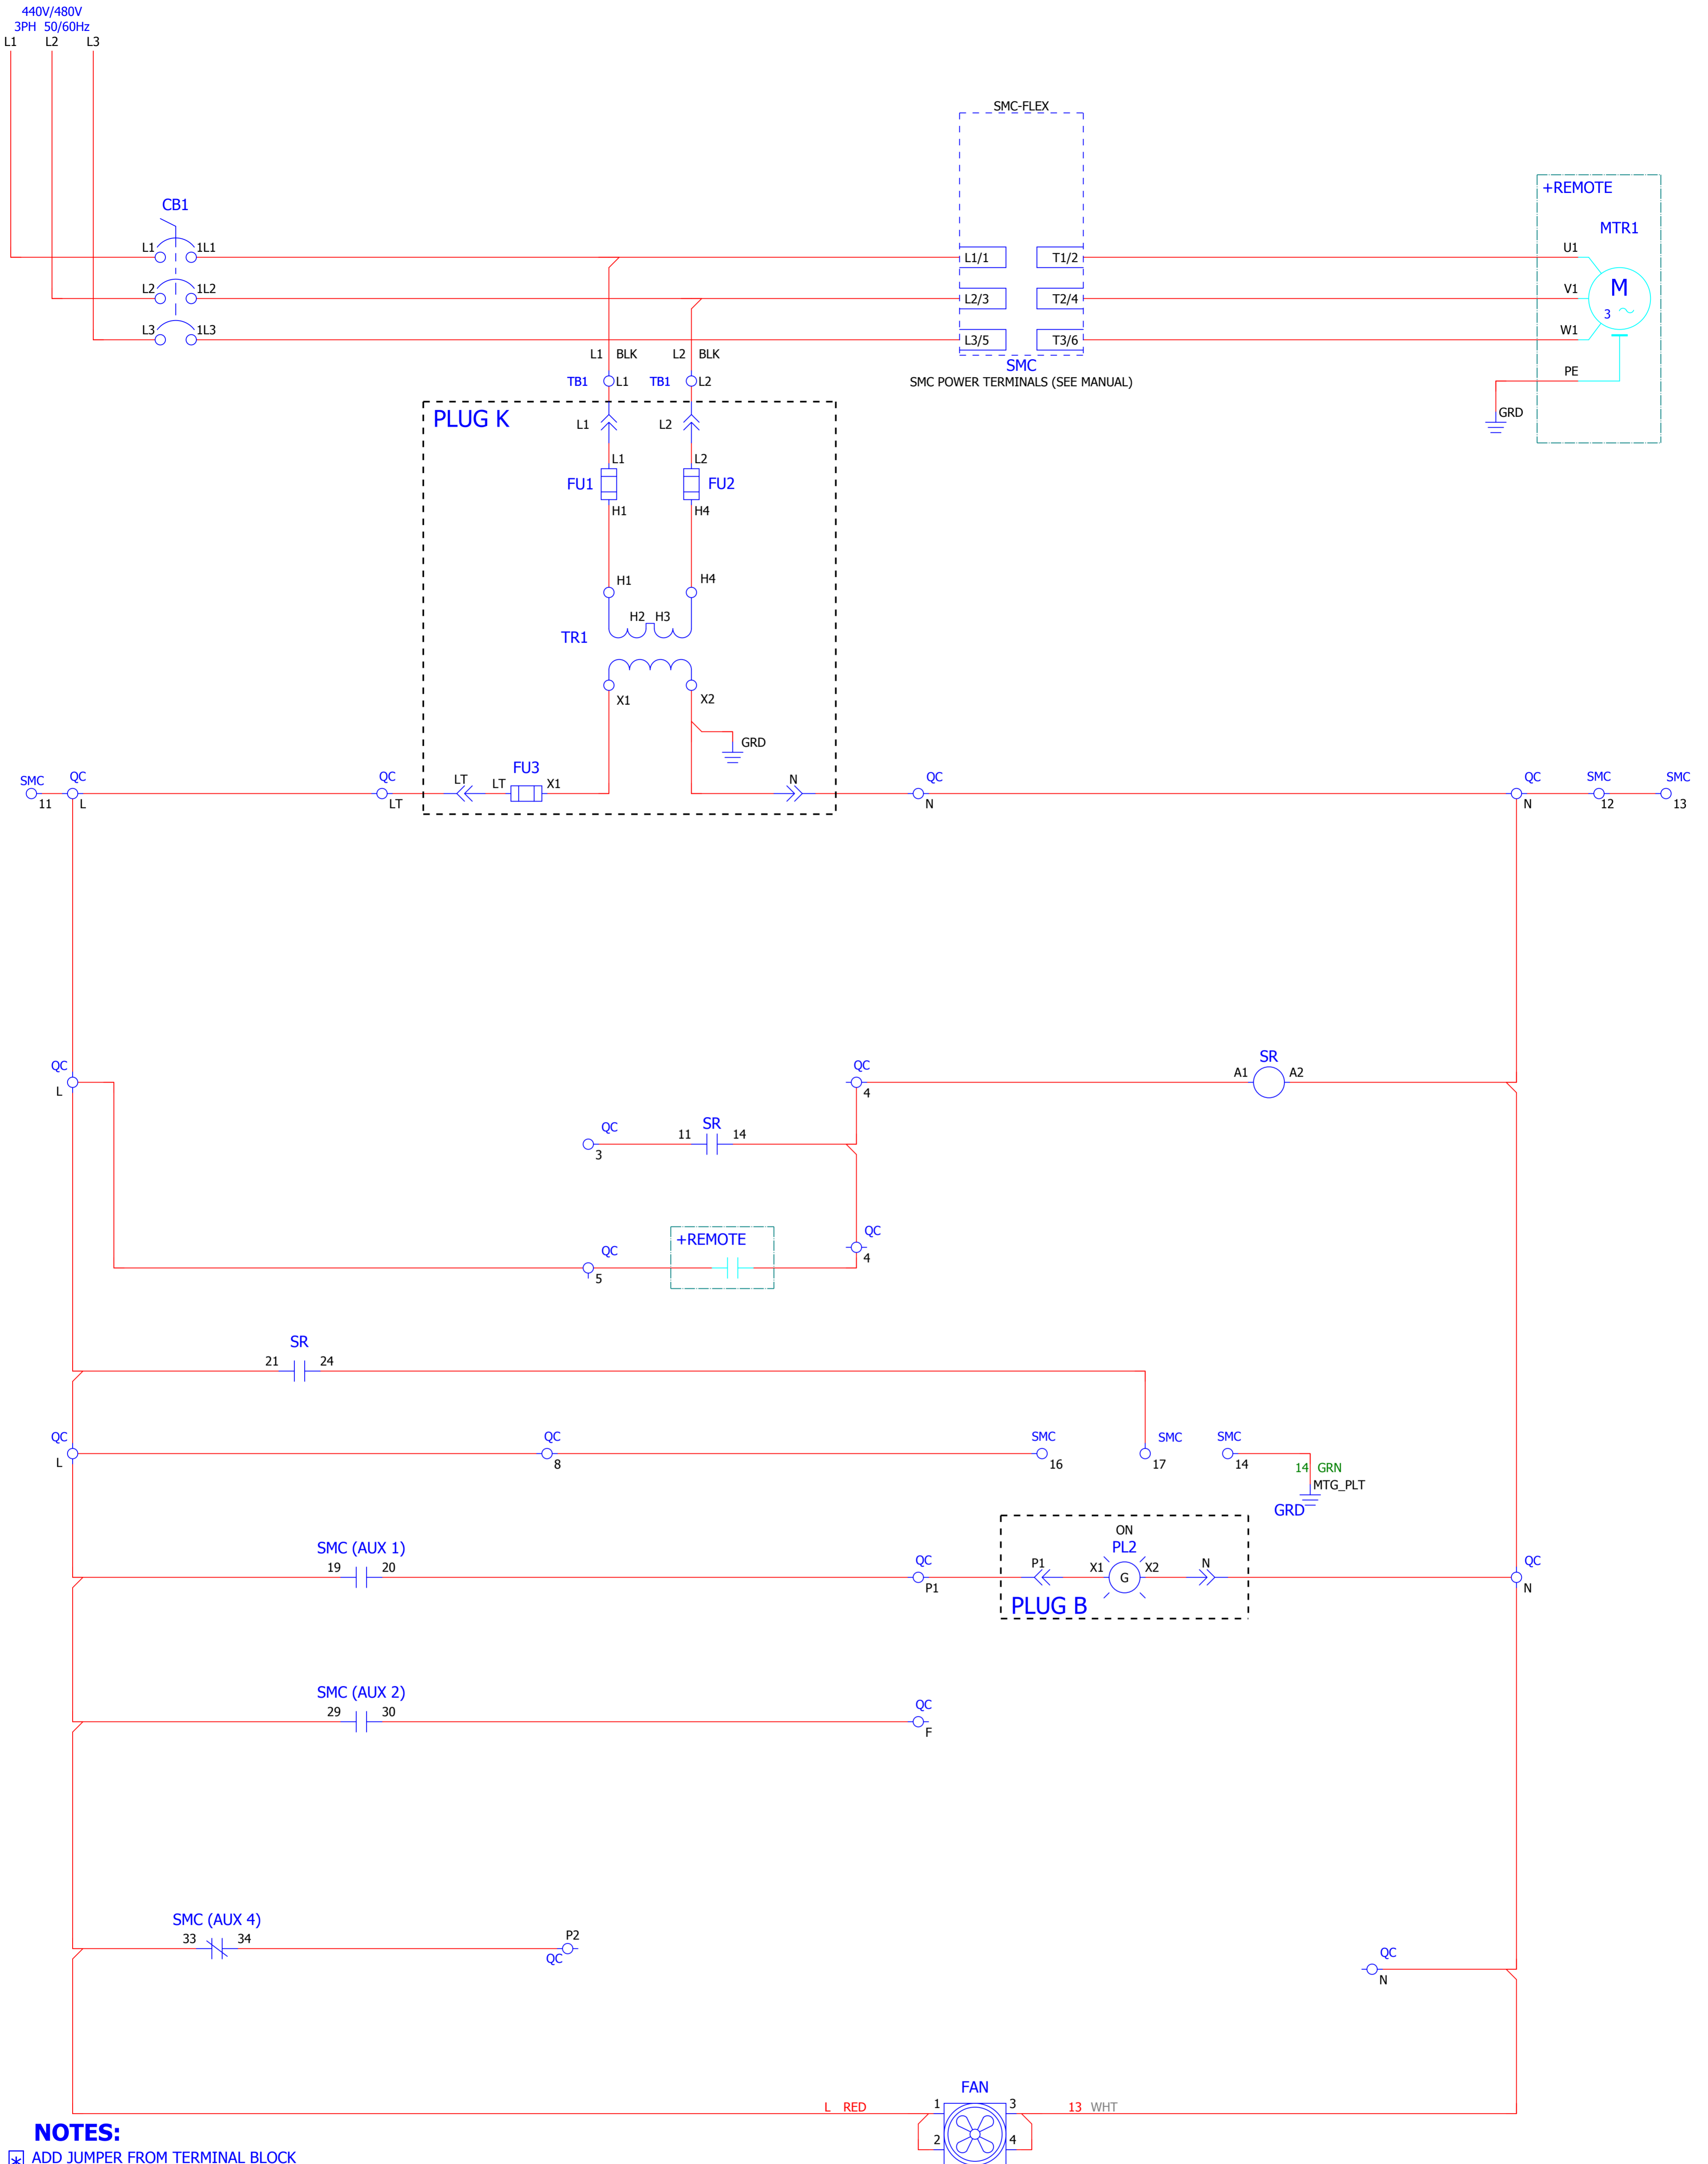 440V/480V
3PH 50/60Hz
L1 L2 L3
SMC-FLEX
+REMOTE
CB1
MTR1
L1 1L1 L1/1 T1/2 U1
L2 1L2 L2/3 T2/4 V1 M
3
L3 1L3 L3/5 T3/6 W1
L1 BLK L2 BLK
SMC
SMC POWER TERMINALS (SEE MANUAL)
PE
TB1 L1 TB1 L2
GRD
PLUG K
L1 L2
L1 L2
FU1 FU2
H1 H4
H1 H4
H2 H3
TR1
X1 X2
GRD
SMC QC QC LT LT FU3 X1 N QC QC SMC SMC
11 L LT N N 12 13
QC QC SR
L 4 A1 A2
QC 11 SR 14
3
QC +REMOTE QC
5 4
SR
21 24
QC QC SMC SMC SMC
L 8 16 17 14
14 GRN
MTG_PLT
GRD
ON
SMC (AUX 1) PL2
19 20 QC P1 X1 G X2 N QC
P1 N
PLUG B
SMC (AUX 2)
29 30 QC
F
SMC (AUX 4)
33 34 P2
QC QC
N
FAN
L RED 1 3 13 WHT
2 4
NOTES:
* ADD JUMPER FROM TERMINAL BLOCK